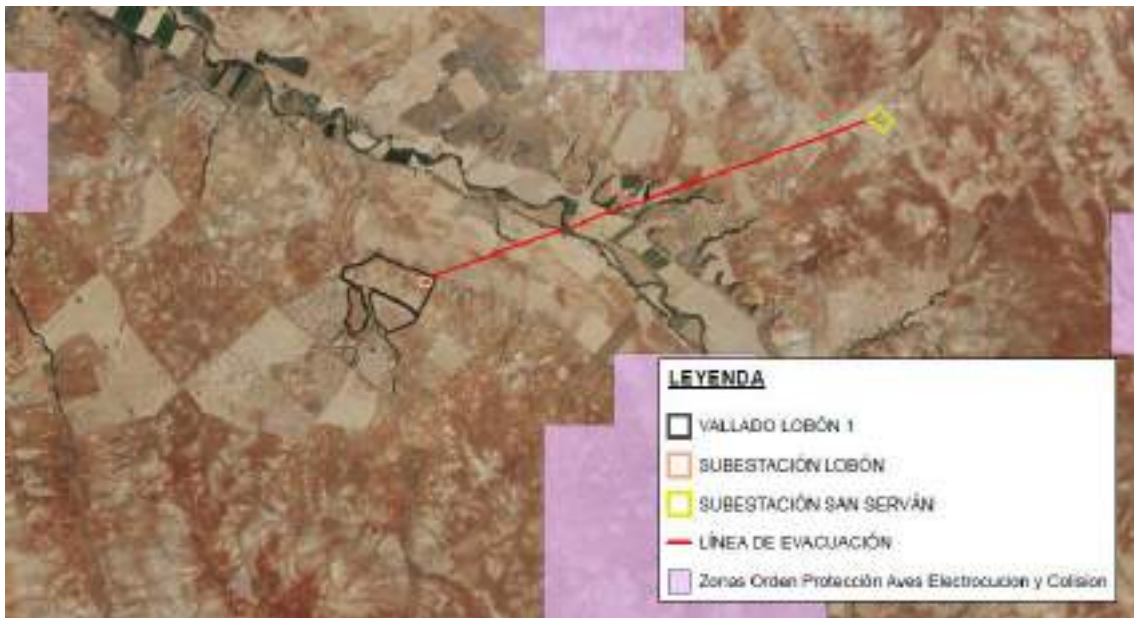 LEYENDA
VALLADO LOBÓN 1
SUBESTACIÓN LOBÓN
SUBESTACIÓN SAN SERVÁN
LÍNEA DE EVACUACIÓN
Zonas Orden Protección Aves Electrocucion y Colision